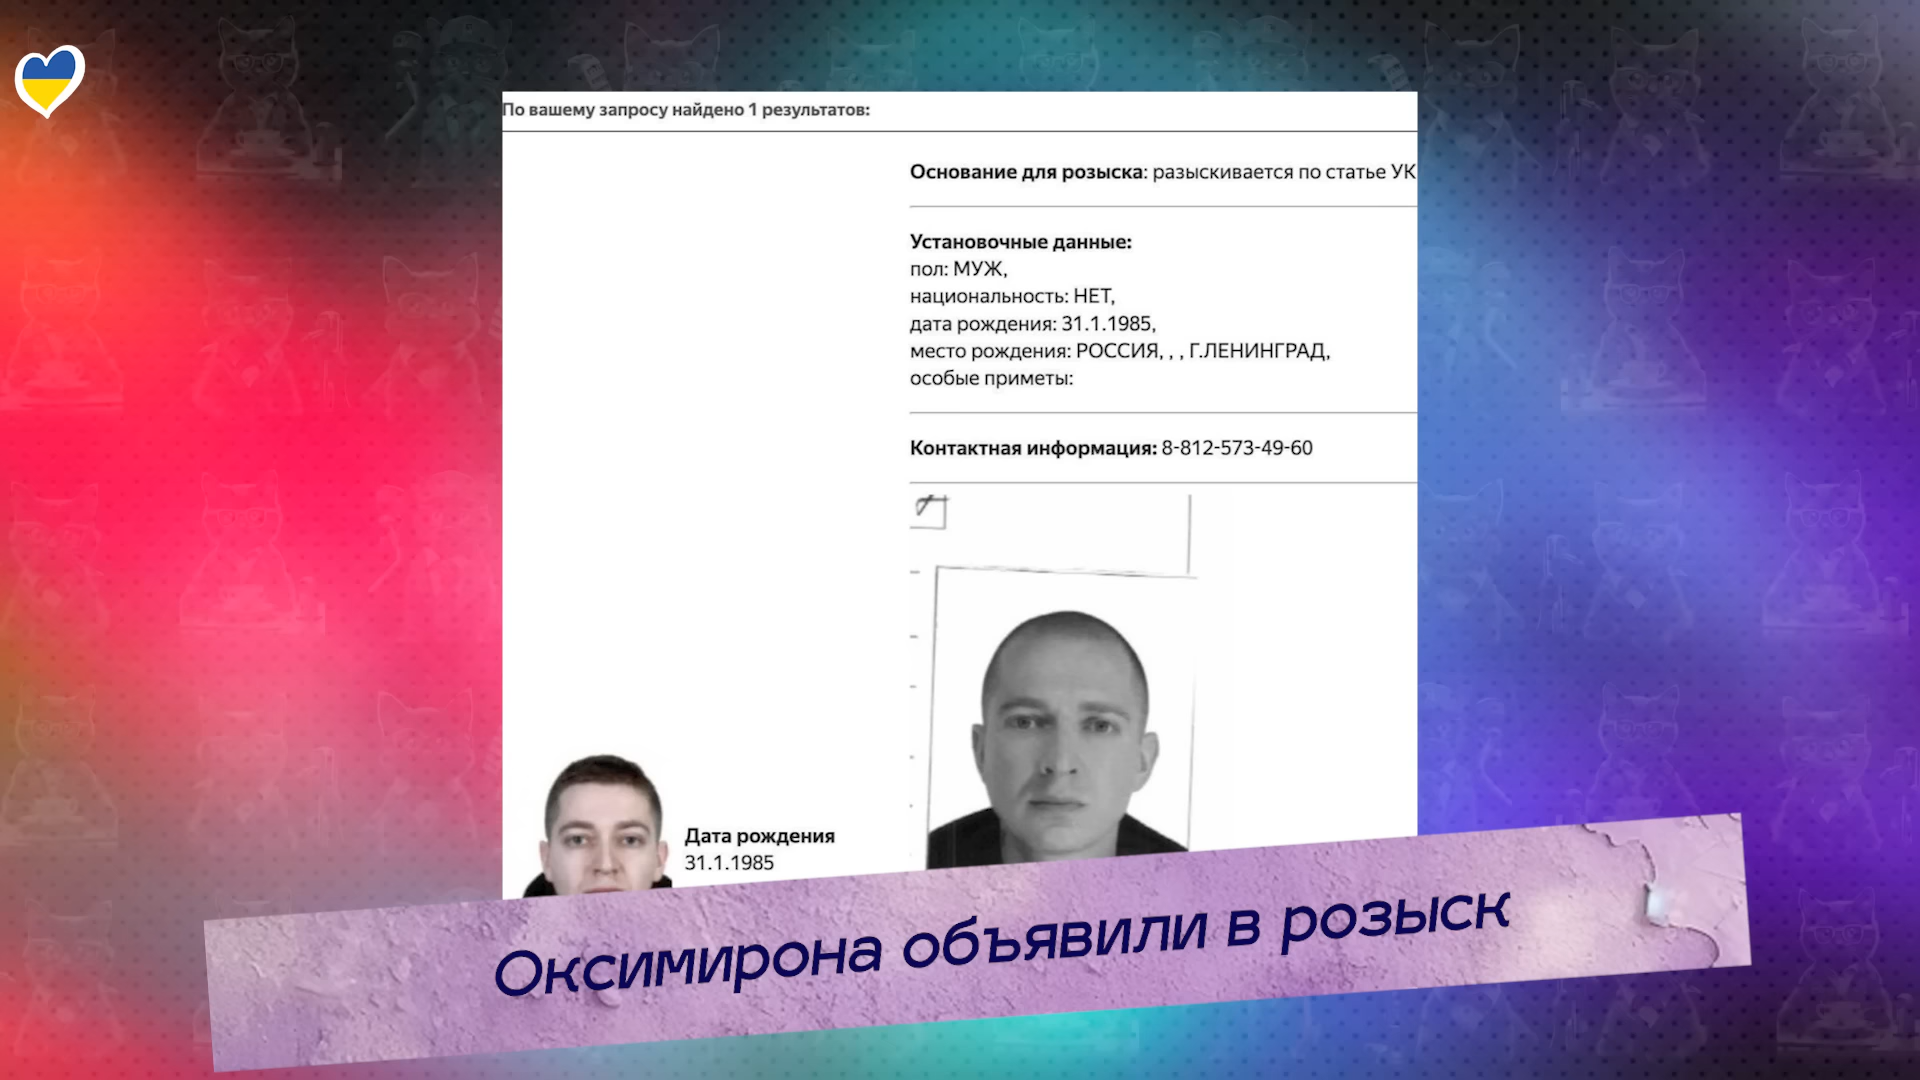 По вашему запросу найдено 1 результатов:
Основание для розыска: разыскивается по статье УК
Установочные данные:
пол: МУЖ,
национальность: НЕТ,
дата рождения: 31.1.1985,
место рождения: РОССИЯ, , , Г.ЛЕНИНГРАД,
особые приметы:
Контактная информация: 8-812-573-49-60
Дата рождения
31.1.1985
Оксимирона объявили в розыск